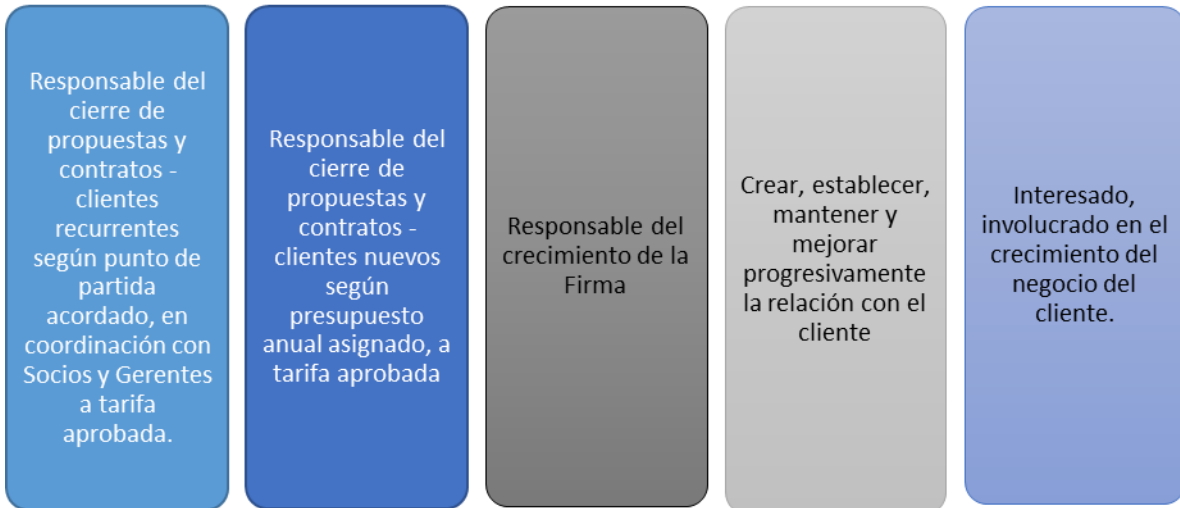 Responsable del
cierre de
propuestas y
contratos -
clientes
recurrentes
según punto de
partida
acordado, en
coordinación con
Socios y Gerentes
a tarifa
aprobada.
Responsable del
cierre de
propuestas y
contratos -
clientes nuevos
según
presupuesto
anual asignado, a
tarifa aprobada
Responsable del
crecimiento de la
Firma
Crear, establecer,
mantener y
mejorar
progresivamente
la relación con el
cliente
Interesado,
involucrado en el
crecimiento del
negocio del
cliente.